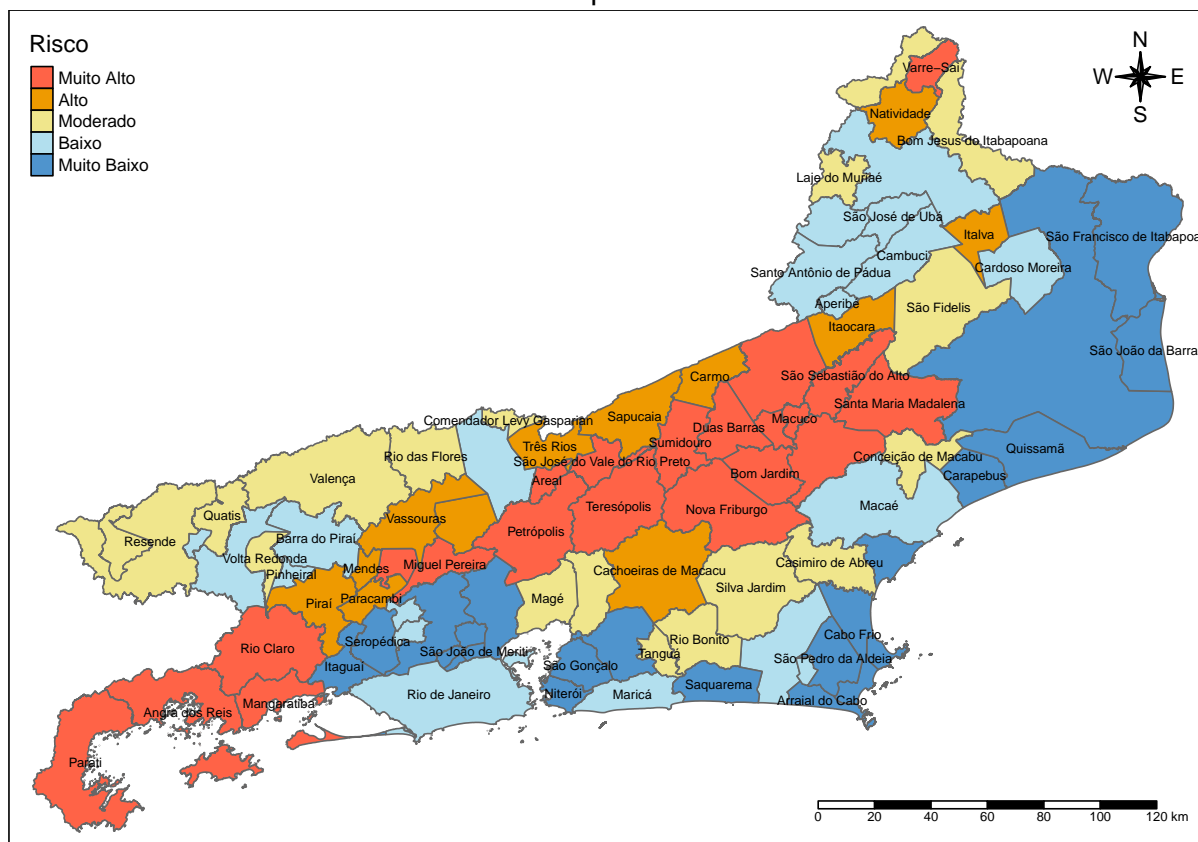 Risco
Muito Alto
Alto
Moderado
Baixo
Muito Baixo
N
W E
S
Varre−Sai
Natividade
Bom Jesus do Itabapoana
Laje do Muriaé
São José de Ubá
Italva
São Francisco de Itabapoa
Cambuci
Santo Antônio de Pádua
Cardoso Moreira
Aperibé
São Fidelis
Itaocara
São João da Barra
Carmo
São Sebastião do Alto
Santa Maria Madalena
Comendador Levy Gasparian
Sapucaia
Macuco
Duas Barras
Três Rios
Sumidouro
Quissamã
Rio das Flores
São José do Vale do Rio Preto
Conceição de Macabu
Valença
Areal
Bom Jardim
Carapebus
Quatis
Vassouras
Teresópolis
Nova Friburgo
Macaé
Resende
Barra do Piraí
Petrópolis
Volta Redonda
Miguel Pereira
Casimiro de Abreu
Pinheiral
Mendes
Cachoeiras de Macacu
Silva Jardim
Piraí
Paracambi
Magé
Rio Bonito
Cabo Frio
Rio Claro
Seropédica
São João de Meriti
Tanguá
São Pedro da Aldeia
Itaguaí
São Gonçalo
Saquarema
Rio de Janeiro
Niterói
Maricá
Arraial do Cabo
Mangaratiba
Angra dos Reis
Parati
0 20 40 60 80 100 120 km